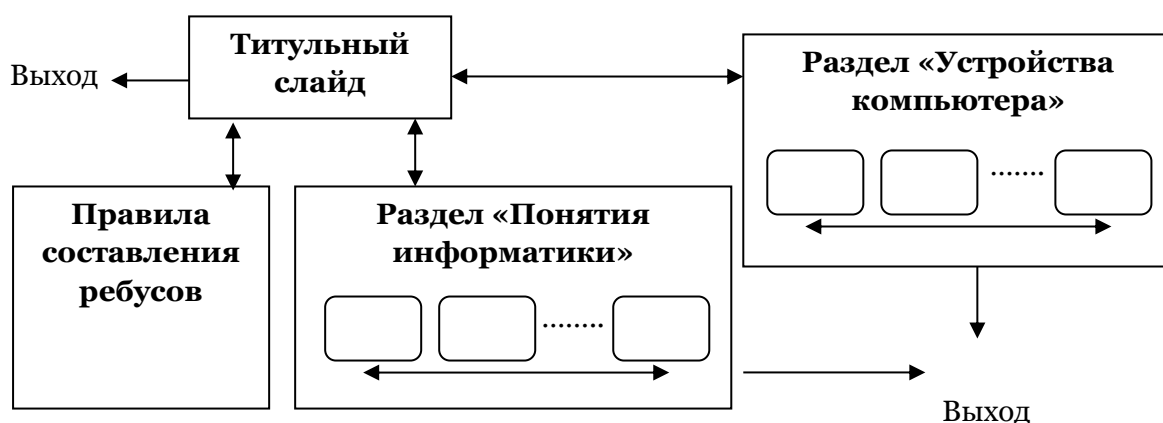 Титульный
слайд
Выход
Раздел «Устройства
компьютера»
.......
Правила
составления
ребусов
Раздел «Понятия
информатики»
........
Выход